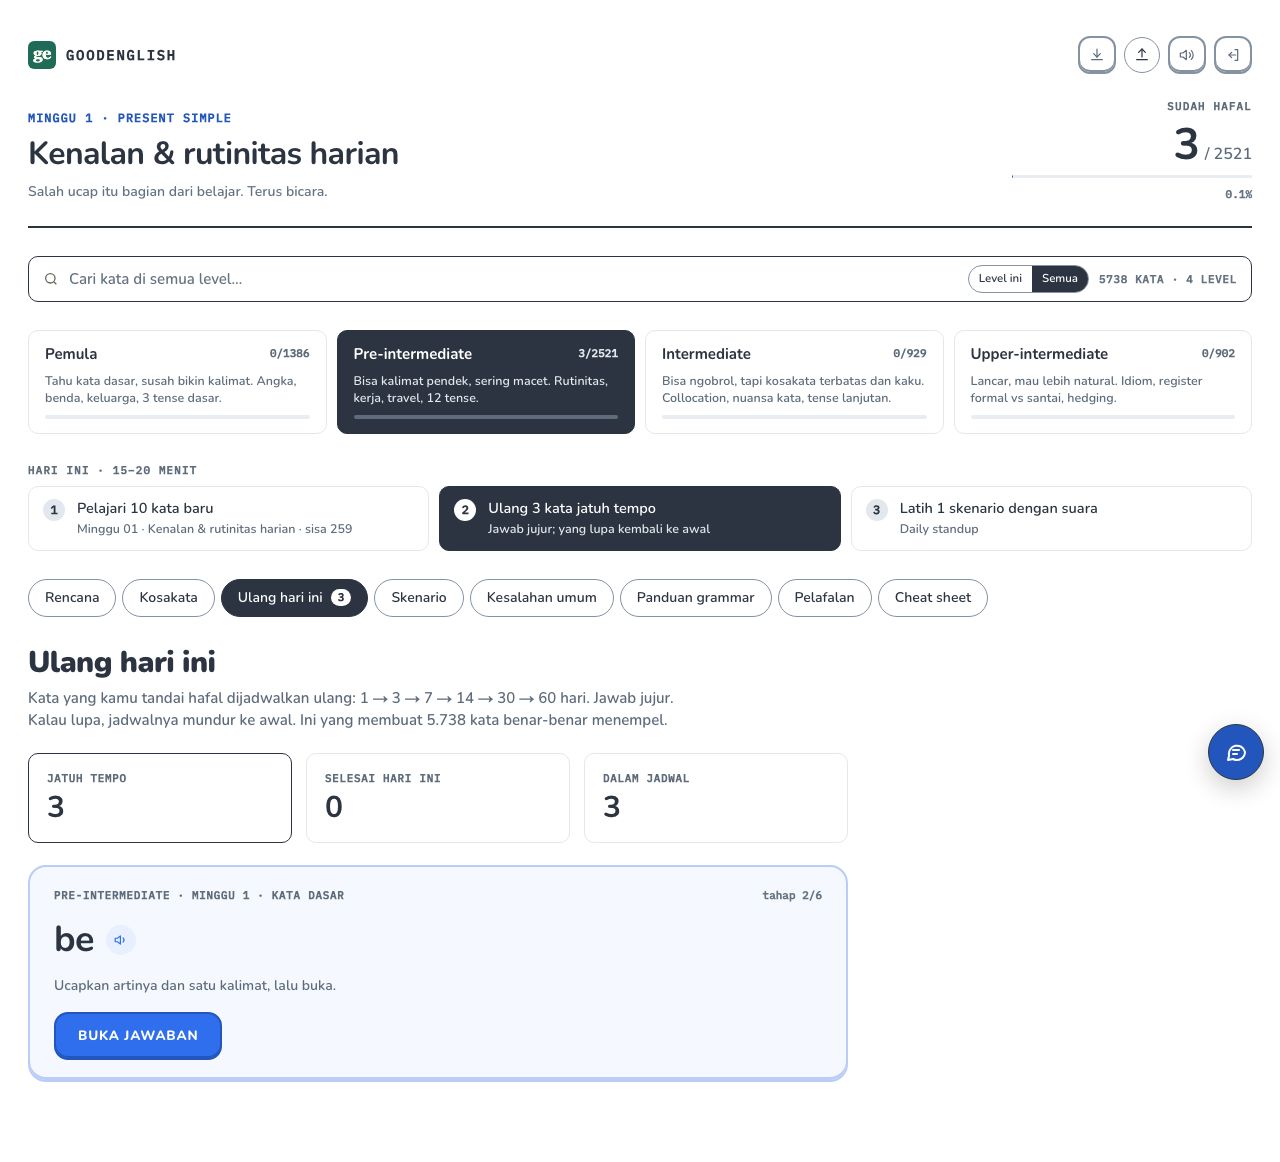 ge GOODENGLISH
MINGGU 1 · PRESENT SIMPLE
Kenalan & rutinitas harian
Salah ucap itu bagian dari belajar. Terus bicara.
SUDAH HAFAL
3 / 2521
0.1%
Cari kata di semua level...
Level ini Semua 5738 KATA · 4 LEVEL
Pemula 0/1386
Tahu kata dasar, susah bikin kalimat. Angka,
benda, keluarga, 3 tense dasar.
Pre-intermediate 3/2521
Bisa kalimat pendek, sering macet. Rutinitas,
kerja, travel, 12 tense.
Intermediate 0/929
Bisa ngobrol, tapi kosakata terbatas dan kaku.
Collocation, nuansa kata, tense lanjutan.
Upper-intermediate 0/902
Lancar, mau lebih natural. Idiom, register
formal vs santai, hedging.
HARI INI · 15–20 MENIT
1 Pelajari 10 kata baru
Minggu 01 · Kenalan & rutinitas harian · sisa 259
2 Ulang 3 kata jatuh tempo
Jawab jujur; yang lupa kembali ke awal
3 Latih 1 skenario dengan suara
Daily standup
Rencana Kosakata Ulang hari ini 3 Skenario Kesalahan umum Panduan grammar Pelafalan Cheat sheet
Ulang hari ini
Kata yang kamu tandai hafal dijadwalkan ulang: 1 → 3 → 7 → 14 → 30 → 60 hari. Jawab jujur.
Kalau lupa, jadwalnya mundur ke awal. Ini yang membuat 5.738 kata benar-benar menempel.
JATUH TEMPO
3
SELESAI HARI INI
0
DALAM JADWAL
3
PRE-INTERMEDIATE · MINGGU 1 · KATA DASAR tahap 2/6
be
Ucapkan artinya dan satu kalimat, lalu buka.
BUKA JAWABAN